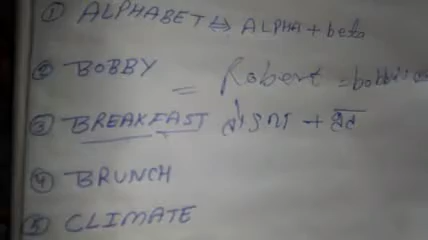 ① ALPHABET ⇔ ALPHA + beta
② BOBBY = Robert =
③ BREAKFAST + व्रत
④ BRUNCH
⑤ CLIMATE